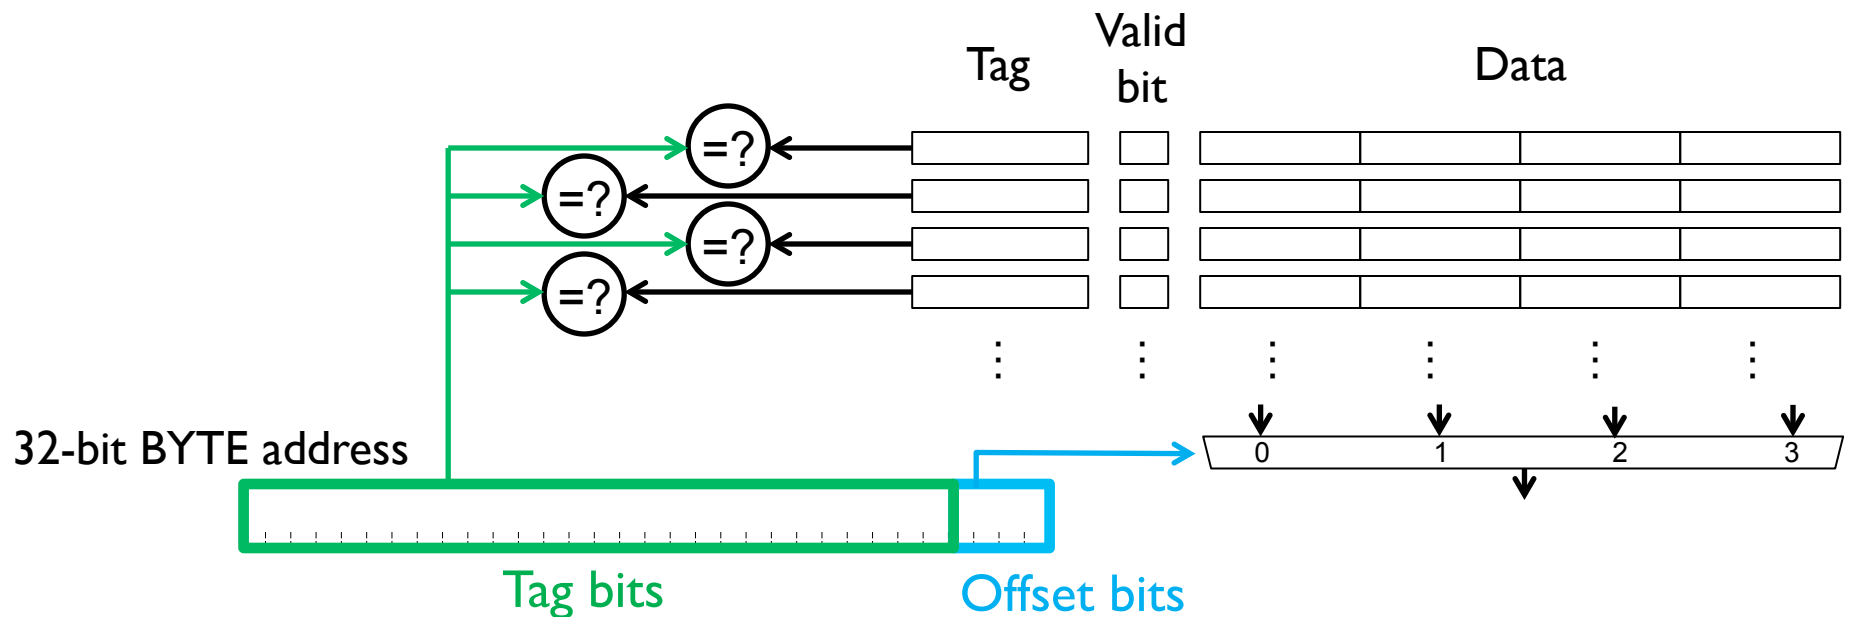 Valid
bit
Tag
Data
=?
=?
=?
=?
32-bit BYTE address
0
1
2
3
Tag bits
Offset bits